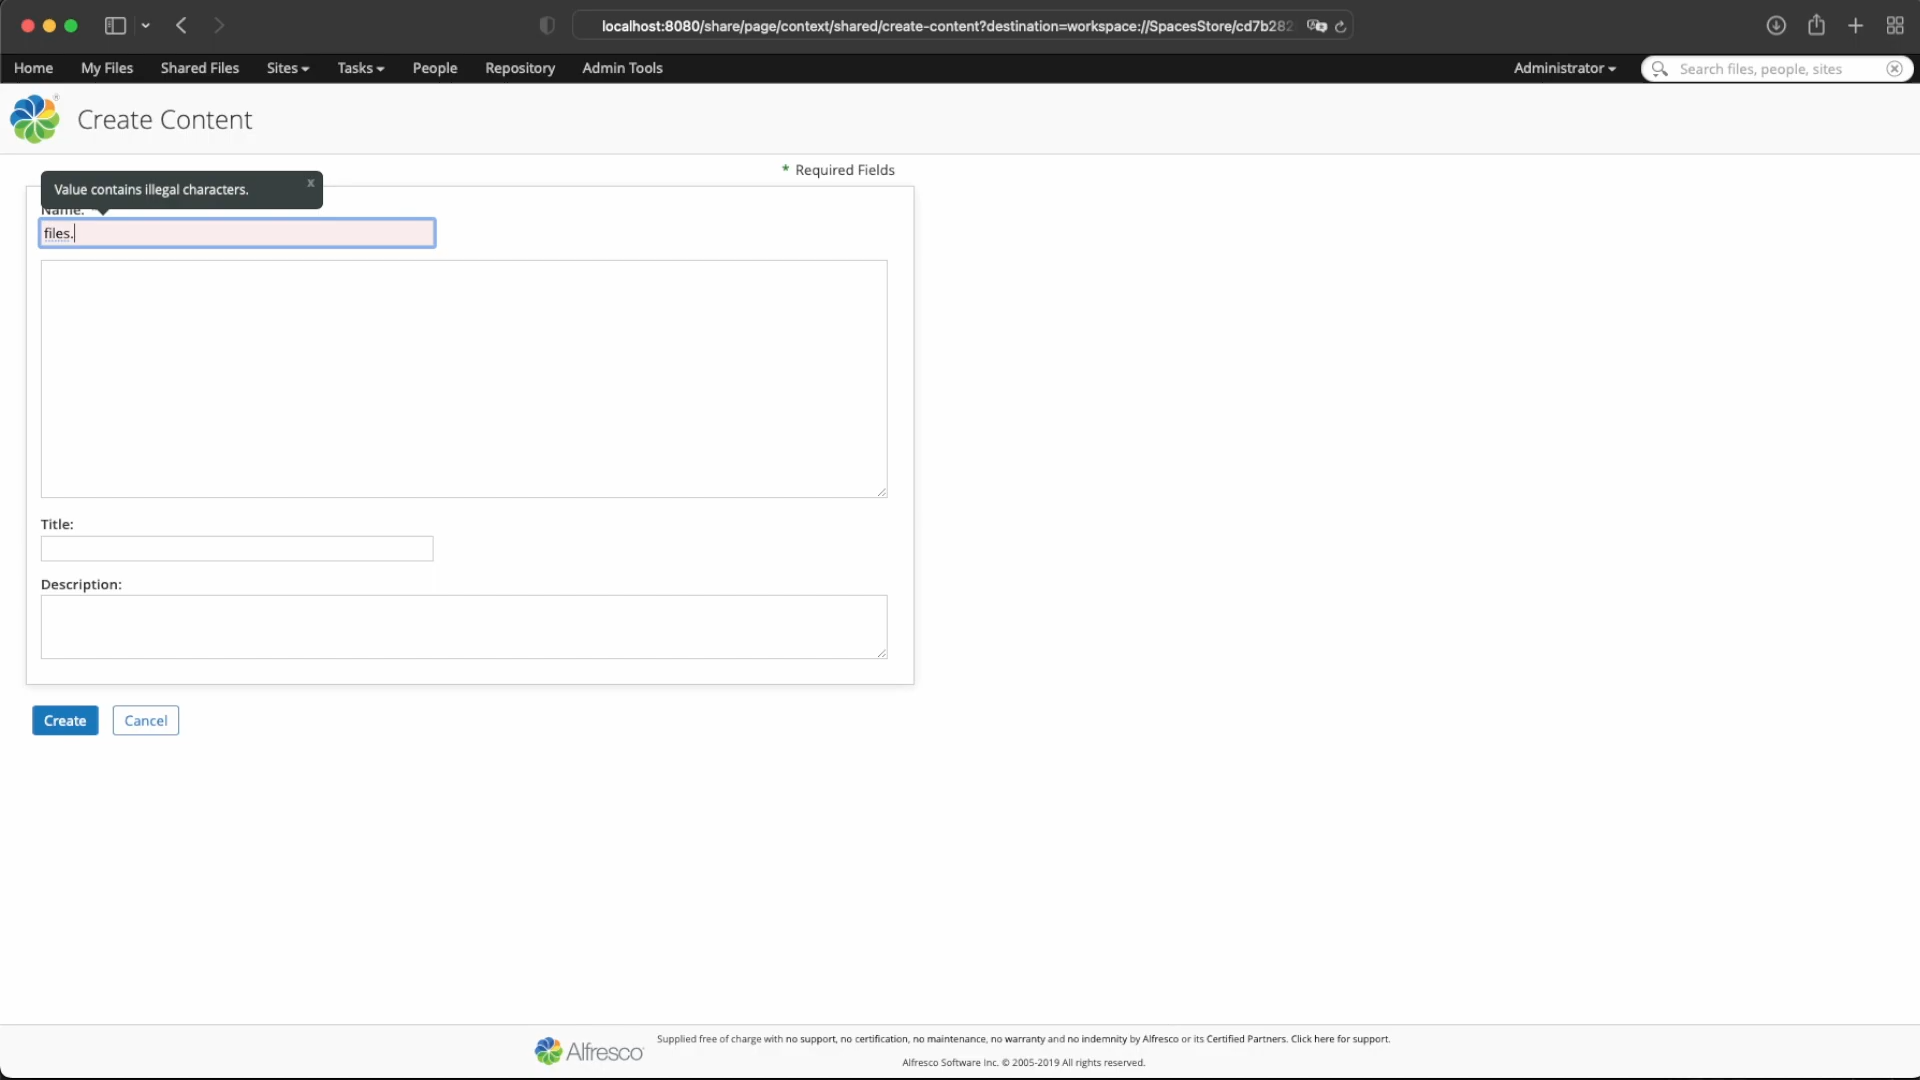 localhost:8080/share/page/context/shared/create-content?destination=workspace://SpacesStore/cd7b282
Home My Files Shared Files Sites Tasks People Repository Admin Tools Administrator Search files, people, sites
Create Content
* Required Fields
Value contains illegal characters. x
Name:
files.
Title:
Description:
Create Cancel
Alfresco
Supplied free of charge with no support, no certification, no maintenance, no warranty and no indemnity by Alfresco or its Certified Partners. Click here for support.
Alfresco Software Inc. © 2005-2019 All rights reserved.